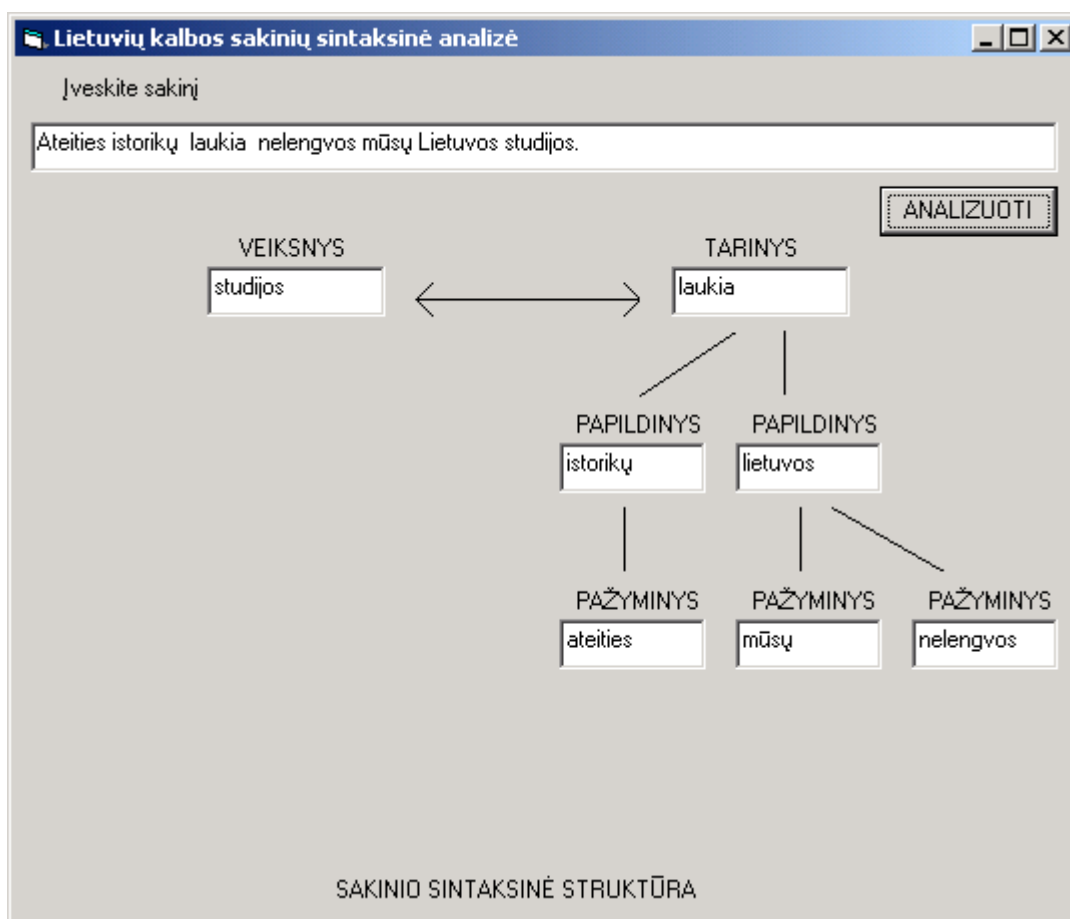 Lietuvių kalbos sakinių sintaksinė analizė
Įveskite sakinį
Ateities istorikų  laukia  nelengvos mūsų Lietuvos studijos.
ANALIZUOTI
VEIKSNYS TARINYS
studijos laukia
PAPILDINYS PAPILDINYS
istorikų lietuvos
PAŽYMINYS PAŽYMINYS PAŽYMINYS
ateities mūsų nelengvos
SAKINIO SINTAKSINĖ STRUKTŪRA